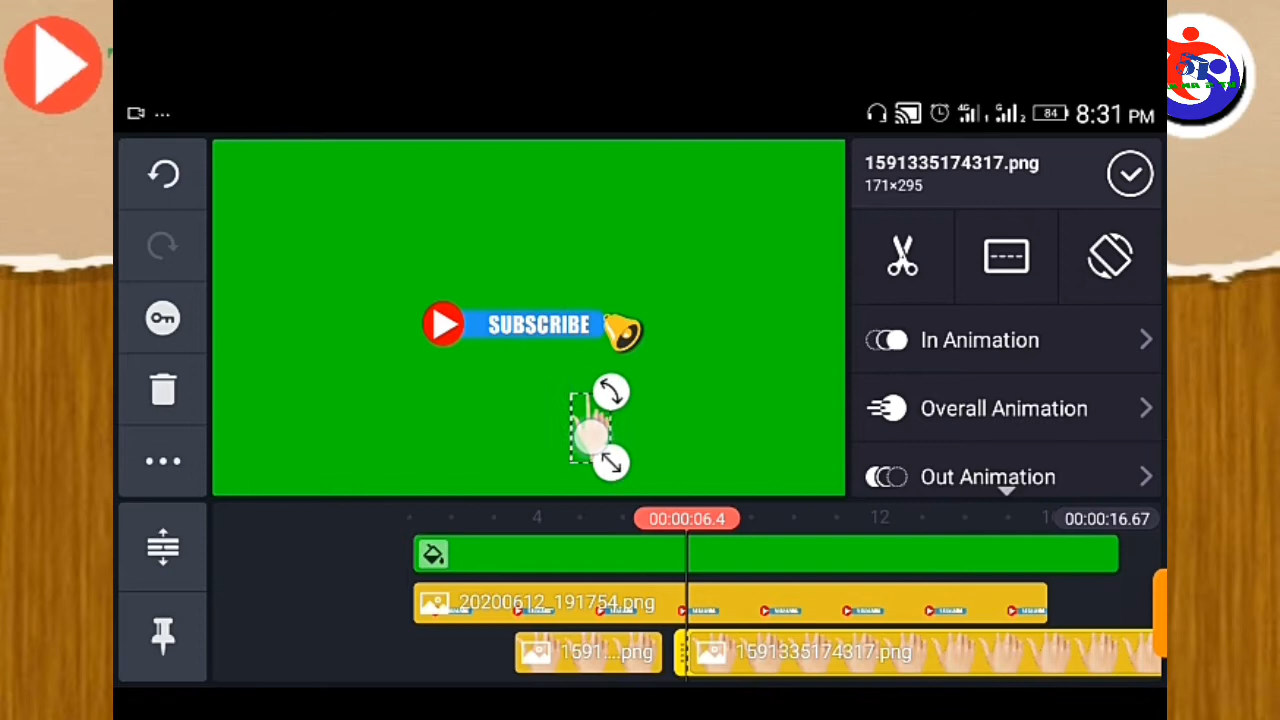 84 8:31 PM
1591335174317.png
171×295
SUBSCRIBE
In Animation
Overall Animation
Out Animation
4 00:00:06.4 12 00:00:16.67
20200612_191754.png
1591....png 1591335174317.png